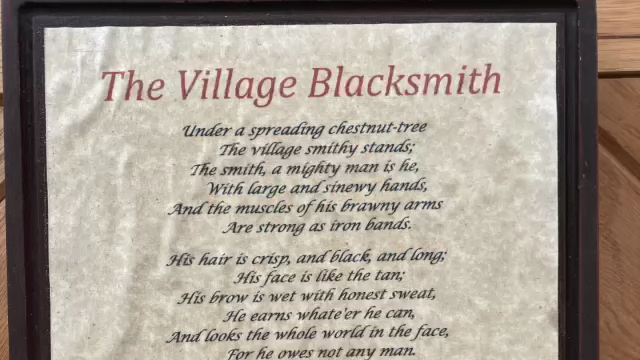 The Village Blacksmith
Under a spreading chestnut-tree
The village smithy stands;
The smith, a mighty man is he,
With large and sinewy hands,
And the muscles of his brawny arms
Are strong as iron bands.
His hair is crisp, and black, and long;
His face is like the tan;
His brow is wet with honest sweat,
He earns whate'er he can,
And looks the whole world in the face,
For he owes not any man.